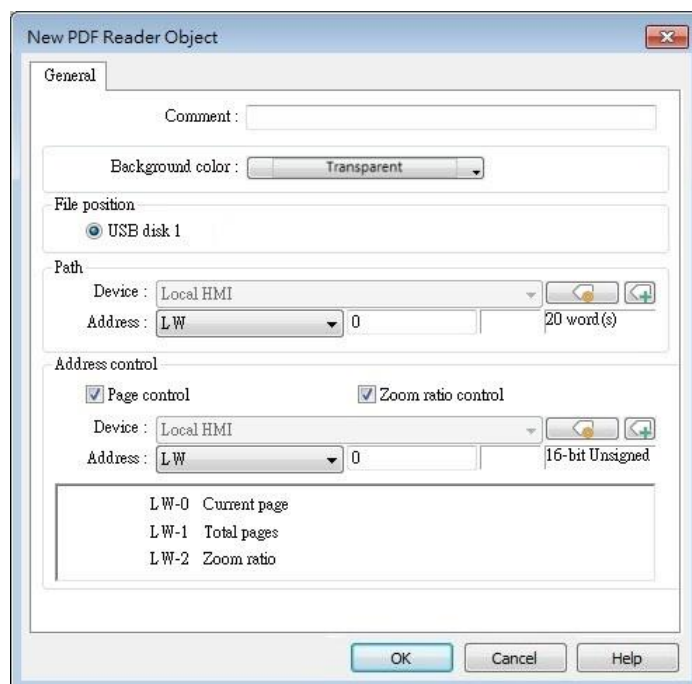 New PDF Reader Object
General
Comment :
Background color : Transparent
File position
USB disk 1
Path
Device : Local HMI
Address : LW 0 20 word(s)
Address control
Page control Zoom ratio control
Device : Local HMI
Address : LW 0 16-bit Unsigned
LW-0 Current page
LW-1 Total pages
LW-2 Zoom ratio
OK Cancel Help